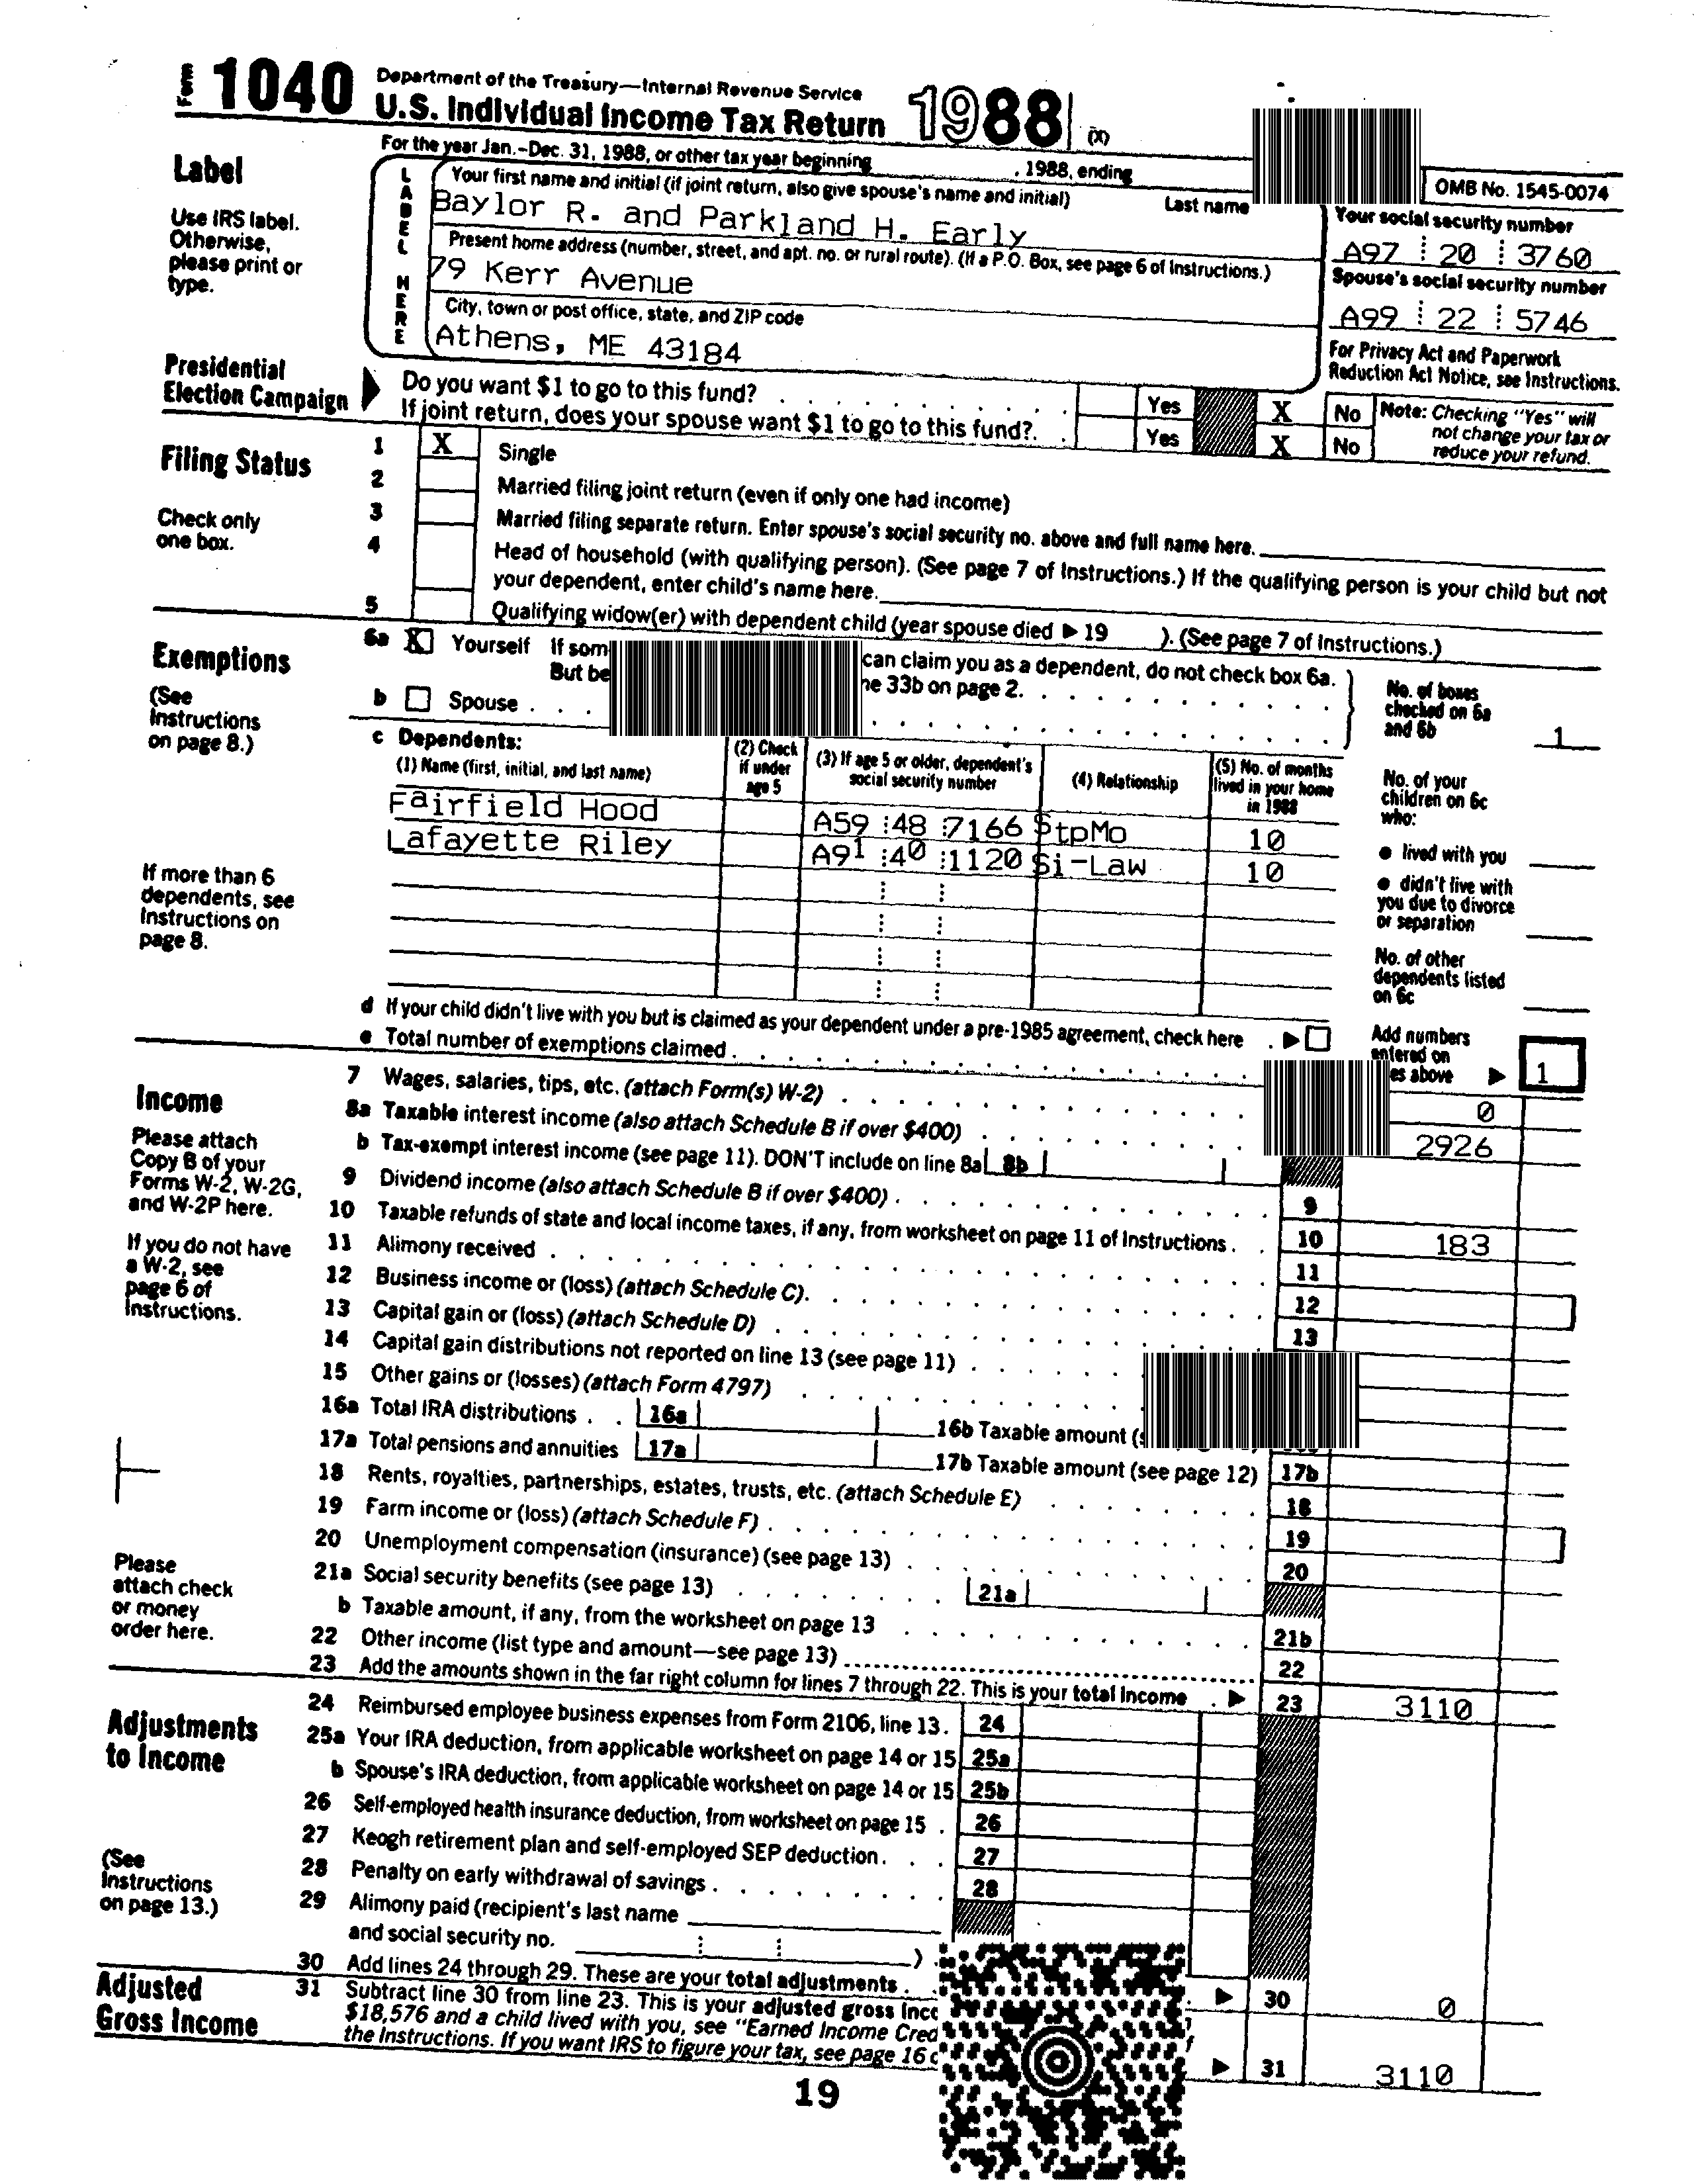 Form 1040 Department of the Treasury—Internal Revenue Service
U.S. Individual Income Tax Return 1988 (X)
For the year Jan.-Dec. 31, 1988, or other tax year beginning , 1988, ending OMB No. 1545-0074
Label
Use IRS label.
Otherwise,
please print or
type.
LABEL HERE
Your first name and initial (if joint return, also give spouse's name and initial) Last name
Baylor R. and Parkland H. Early
Present home address (number, street, and apt. no. or rural route). (If a P.O. Box, see page 6 of Instructions.)
79 Kerr Avenue
City, town or post office, state, and ZIP code
Athens, ME 43184
Your social security number
A97 20 3760
Spouse's social security number
A99 22 5746
For Privacy Act and Paperwork
Reduction Act Notice, see Instructions.
Presidential
Election Campaign
Do you want $1 to go to this fund? Yes X No
If joint return, does your spouse want $1 to go to this fund? Yes X No
Note: Checking "Yes" will
not change your tax or
reduce your refund.
Filing Status
Check only
one box.
1 X Single
2 Married filing joint return (even if only one had income)
3 Married filing separate return. Enter spouse's social security no. above and full name here.
4 Head of household (with qualifying person). (See page 7 of Instructions.) If the qualifying person is your child but not
your dependent, enter child's name here.
5 Qualifying widow(er) with dependent child (year spouse died ▶ 19 ). (See page 7 of Instructions.)
Exemptions
(See
Instructions
on page 8.)
6a X Yourself If som can claim you as a dependent, do not check box 6a.
But be ne 33b on page 2.
b Spouse
No. of boxes
checked on 6a
and 6b 1
c Dependents:
(1) Name (first, initial, and last name)
(2) Check
if under
age 5
(3) If age 5 or older, dependent's
social security number
(4) Relationship
(5) No. of months
lived in your home
in 1988
Fairfield Hood A59 48 7166 StpMo 10
Lafayette Riley A91 40 1120 Si-Law 10
If more than 6
dependents, see
Instructions on
page 8.
No. of your
children on 6c
who:
● lived with you
● didn't live with
you due to divorce
or separation
No. of other
dependents listed
on 6c
d If your child didn't live with you but is claimed as your dependent under a pre-1985 agreement, check here ▶
e Total number of exemptions claimed
Add numbers
entered on
es above ▶ 1
Income
Please attach
Copy B of your
Forms W-2, W-2G,
and W-2P here.
If you do not have
a W-2, see
page 6 of
Instructions.
Please
attach check
or money
order here.
7 Wages, salaries, tips, etc. (attach Form(s) W-2) 0
8a Taxable interest income (also attach Schedule B if over $400) 2926
b Tax-exempt interest income (see page 11). DON'T include on line 8a 8b
9 Dividend income (also attach Schedule B if over $400) 9
10 Taxable refunds of state and local income taxes, if any, from worksheet on page 11 of Instructions 10 183
11 Alimony received 11
12 Business income or (loss) (attach Schedule C) 12
13 Capital gain or (loss) (attach Schedule D) 13
14 Capital gain distributions not reported on line 13 (see page 11)
15 Other gains or (losses) (attach Form 4797)
16a Total IRA distributions 16a 16b Taxable amount (
17a Total pensions and annuities 17a 17b Taxable amount (see page 12) 17b
18 Rents, royalties, partnerships, estates, trusts, etc. (attach Schedule E) 18
19 Farm income or (loss) (attach Schedule F) 19
20 Unemployment compensation (insurance) (see page 13) 20
21a Social security benefits (see page 13) 21a
b Taxable amount, if any, from the worksheet on page 13 21b
22 Other income (list type and amount—see page 13) 22
23 Add the amounts shown in the far right column for lines 7 through 22. This is your total income ▶ 23 3110
Adjustments
to Income
(See
Instructions
on page 13.)
24 Reimbursed employee business expenses from Form 2106, line 13. 24
25a Your IRA deduction, from applicable worksheet on page 14 or 15 25a
b Spouse's IRA deduction, from applicable worksheet on page 14 or 15 25b
26 Self-employed health insurance deduction, from worksheet on page 15 26
27 Keogh retirement plan and self-employed SEP deduction 27
28 Penalty on early withdrawal of savings 28
29 Alimony paid (recipient's last name
and social security no. )
30 Add lines 24 through 29. These are your total adjustments ▶ 30 0
Adjusted
Gross Income
31 Subtract line 30 from line 23. This is your adjusted gross inc
$18,576 and a child lived with you, see "Earned Income Cred
the Instructions. If you want IRS to figure your tax, see page 16 ▶ 31 3110
19